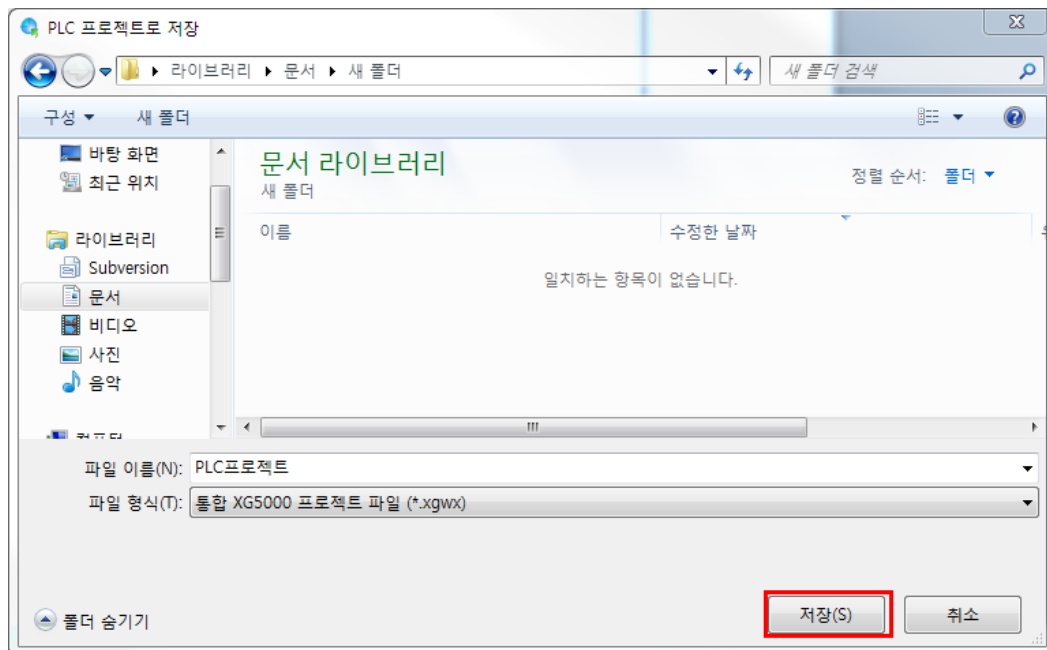 PLC 프로젝트로 저장
라이브러리 문서 새 폴더
새 폴더 검색
구성 새 폴더
바탕 화면
최근 위치
라이브러리
Subversion
문서
비디오
사진
음악
문서 라이브러리
새 폴더
정렬 순서: 폴더
이름 수정한 날짜
일치하는 항목이 없습니다.
파일 이름(N): PLC프로젝트
파일 형식(T): 통합 XG5000 프로젝트 파일 (*.xgwx)
폴더 숨기기
저장(S) 취소